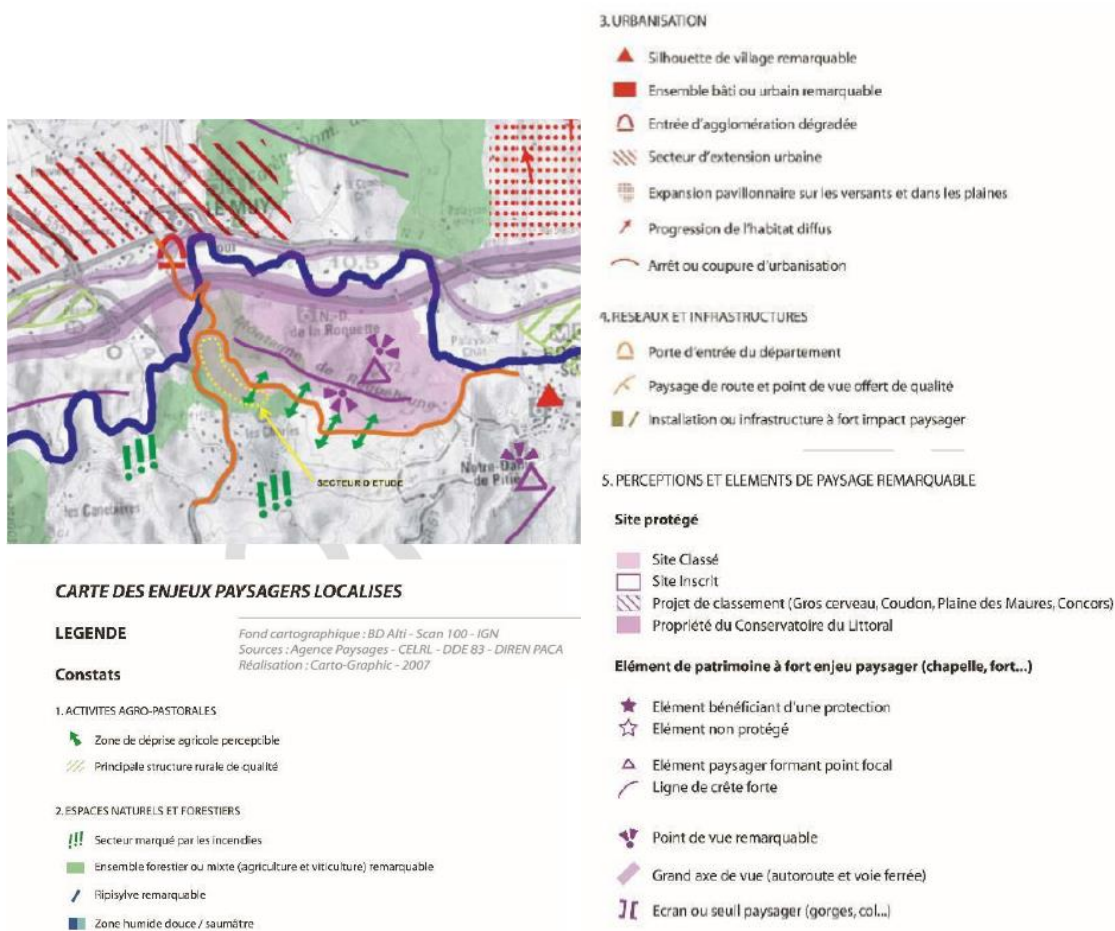 LE MUY
10,5
N.-D.
de la Roquette
Montagne de Roquebrune
Palayson
Chât.
les Charles
SECTEUR D'ETUDE
Notre-Dame
de Pitié
CARTE DES ENJEUX PAYSAGERS LOCALISES
LEGENDE
Fond cartographique : BD Alti - Scan 100 - IGN
Sources : Agence Paysages - CELRL - DDE 83 - DIREN PACA
Réalisation : Carto-Graphic - 2007
Constats
1. ACTIVITES AGRO-PASTORALES
Zone de déprise agricole perceptible
Principale structure rurale de qualité
2. ESPACES NATURELS ET FORESTIERS
Secteur marqué par les incendies
Ensemble forestier ou mixte (agriculture et viticulture) remarquable
Ripisylve remarquable
Zone humide douce / saumâtre
3. URBANISATION
Silhouette de village remarquable
Ensemble bâti ou urbain remarquable
Entrée d'agglomération dégradée
Secteur d'extension urbaine
Expansion pavillonnaire sur les versants et dans les plaines
Progression de l'habitat diffus
Arrêt ou coupure d'urbanisation
4. RESEAUX ET INFRASTRUCTURES
Porte d'entrée du département
Paysage de route et point de vue offert de qualité
Installation ou infrastructure à fort impact paysager
5. PERCEPTIONS ET ELEMENTS DE PAYSAGE REMARQUABLE
Site protégé
Site Classé
Site Inscrit
Projet de classement (Gros cerveau, Coudon, Plaîne des Maures, Concors)
Propriété du Conservatoire du Littoral
Elément de patrimoine à fort enjeu paysager (chapelle, fort...)
Elément bénéficiant d'une protection
Elément non protégé
Elément paysager formant point focal
Ligne de crête forte
Point de vue remarquable
Grand axe de vue (autoroute et voie ferrée)
Ecran ou seuil paysager (gorges, col...)